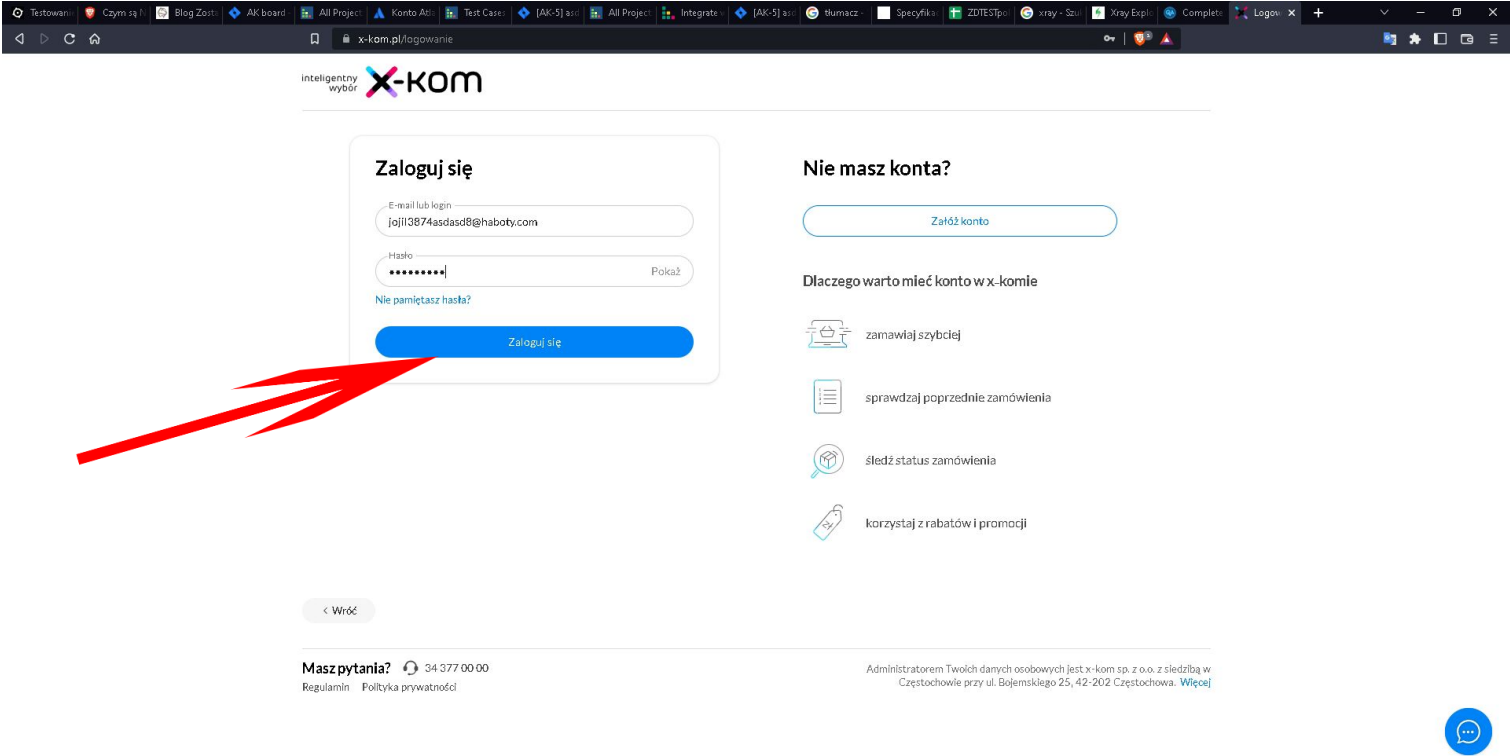 Testowani
Czym są N
Blog Zosta
AK board -
All Project
Konto Atla
Test Cases
[AK-5] asd
All Project
Integrate w
[AK-5] asd
tłumacz -
Specyfikac
ZDTESTpol
xray - Szuk
Xray Explo
Complete
Logow
x-kom.pl/logowanie
inteligentny
wybór
x-kom
Zaloguj się
E-mail lub login
jojil3874asdasd8@haboty.com
Hasło
Pokaż
Nie pamiętasz hasła?
Zaloguj się
Nie masz konta?
Załóż konto
Dlaczego warto mieć konto w x-komie
zamawiaj szybciej
sprawdzaj poprzednie zamówienia
śledź status zamówienia
korzystaj z rabatów i promocji
< Wróć
Masz pytania? 34 377 00 00
Regulamin Polityka prywatności
Administratorem Twoich danych osobowych jest x-kom sp. z o.o. z siedzibą w
Częstochowie przy ul. Bojemskiego 25, 42-202 Częstochowa. Więcej